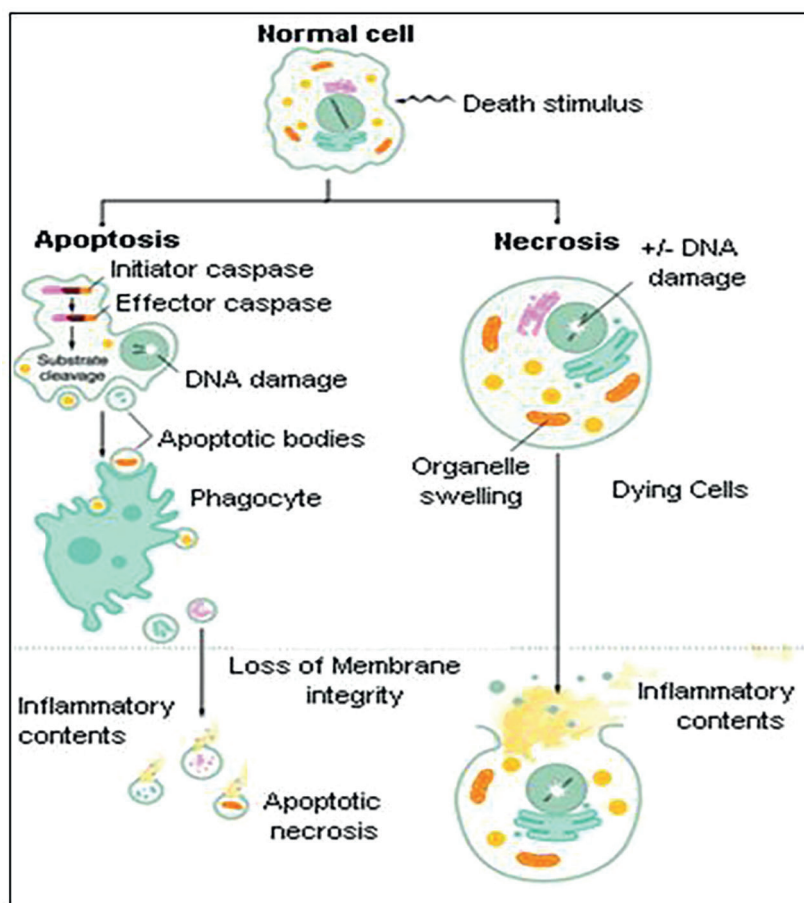 Normal cell
Death stimulus
Apoptosis
Initiator caspase
Effector caspase
Substrate
cleavage
DNA damage
Apoptotic bodies
Phagocyte
Necrosis
+/- DNA
damage
Organelle
swelling
Dying Cells
Loss of Membrane
integrity
Inflammatory
contents
Apoptotic
necrosis
Inflammatory
contents